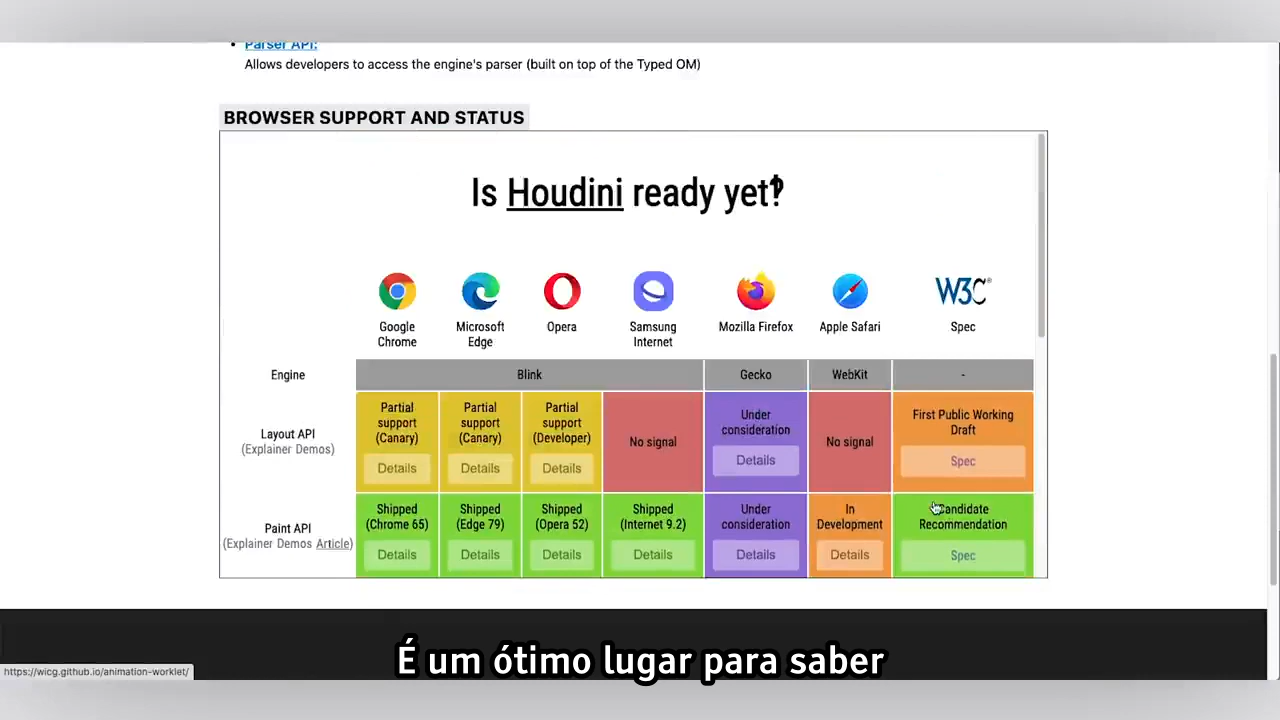 Parser API:
Allows developers to access the engine's parser (built on top of the Typed OM)
BROWSER SUPPORT AND STATUS
Is Houdini ready yet‽
W3C®
Google Chrome
Microsoft Edge
Opera
Samsung Internet
Mozilla Firefox
Apple Safari
Spec
Engine
Blink
Gecko
WebKit
-
Layout API
(Explainer Demos)
Partial support (Canary)
Details
Partial support (Canary)
Details
Partial support (Developer)
Details
No signal
Under consideration
Details
No signal
First Public Working Draft
Spec
Paint API
(Explainer Demos Article)
Shipped (Chrome 65)
Details
Shipped (Edge 79)
Details
Shipped (Opera 52)
Details
Shipped (Internet 9.2)
Details
Under consideration
Details
In Development
Details
Candidate Recommendation
Spec
É um ótimo lugar para saber
https://wicg.github.io/animation-worklet/